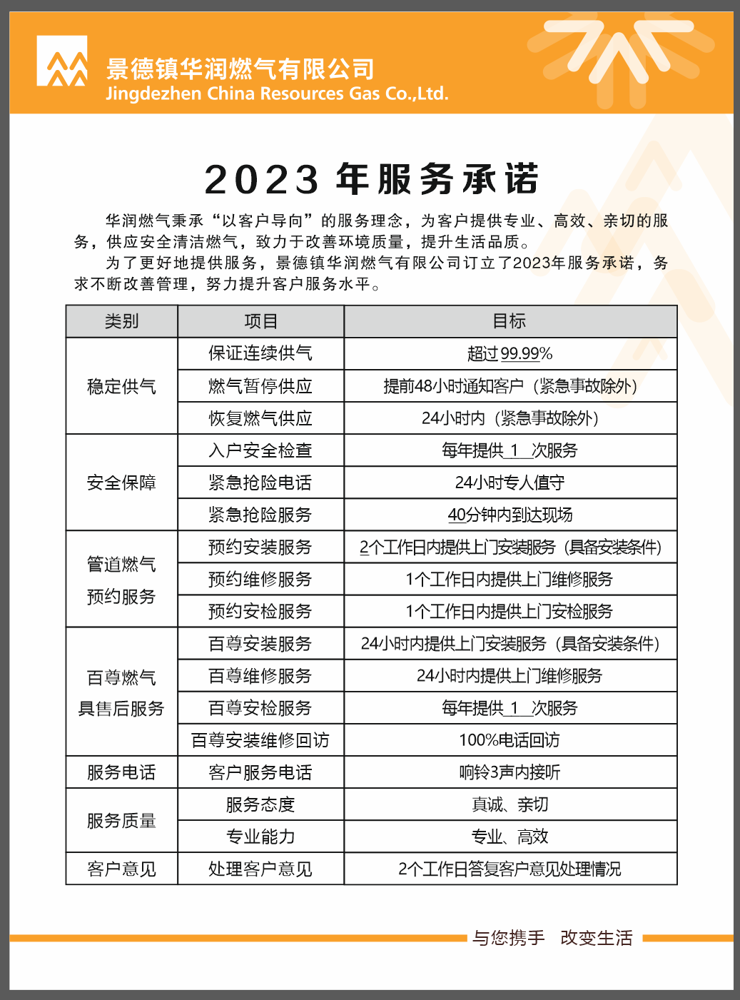 景德镇华润燃气有限公司
Jingdezhen China Resources Gas Co.,Ltd.
2023 年服务承诺
华润燃气秉承“以客户导向”的服务理念，为客户提供专业、高效、亲切的服
务，供应安全清洁燃气，致力于改善环境质量，提升生活品质。
为了更好地提供服务，景德镇华润燃气有限公司订立了2023年服务承诺，务
求不断改善管理，努力提升客户服务水平。
类别 项目 目标
稳定供气
保证连续供气 超过 99.99%
燃气暂停供应 提前48小时通知客户（紧急事故除外）
恢复燃气供应 24小时内（紧急事故除外）
安全保障
入户安全检查 每年提供 1 次服务
紧急抢险电话 24小时专人值守
紧急抢险服务 40分钟内到达现场
管道燃气
预约服务
预约安装服务 2个工作日内提供上门安装服务（具备安装条件）
预约维修服务 1个工作日内提供上门维修服务
预约安检服务 1个工作日内提供上门安检服务
百尊燃气
具售后服务
百尊安装服务 24小时内提供上门安装服务（具备安装条件）
百尊维修服务 24小时内提供上门维修服务
百尊安检服务 每年提供 1 次服务
百尊安装维修回访 100%电话回访
服务电话 客户服务电话 响铃3声内接听
服务质量
服务态度 真诚、亲切
专业能力 专业、高效
客户意见 处理客户意见 2个工作日答复客户意见处理情况
与您携手 改变生活